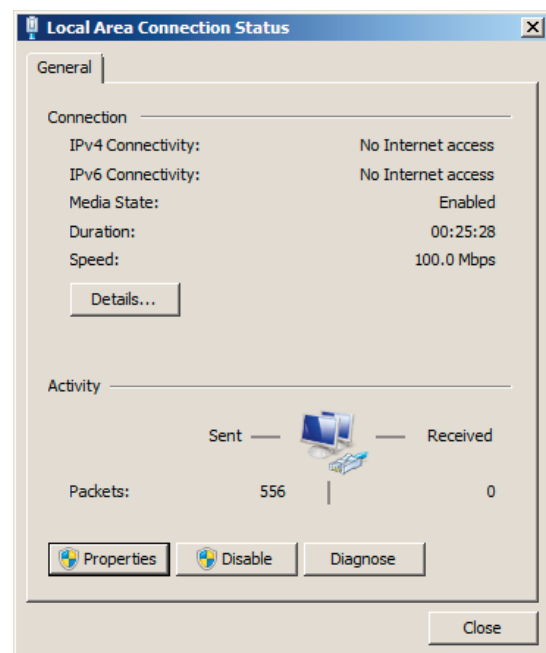 Local Area Connection Status
General
Connection
IPv4 Connectivity: No Internet access
IPv6 Connectivity: No Internet access
Media State: Enabled
Duration: 00:25:28
Speed: 100.0 Mbps
Details...
Activity
Sent Received
Packets: 556 0
Properties Disable Diagnose
Close